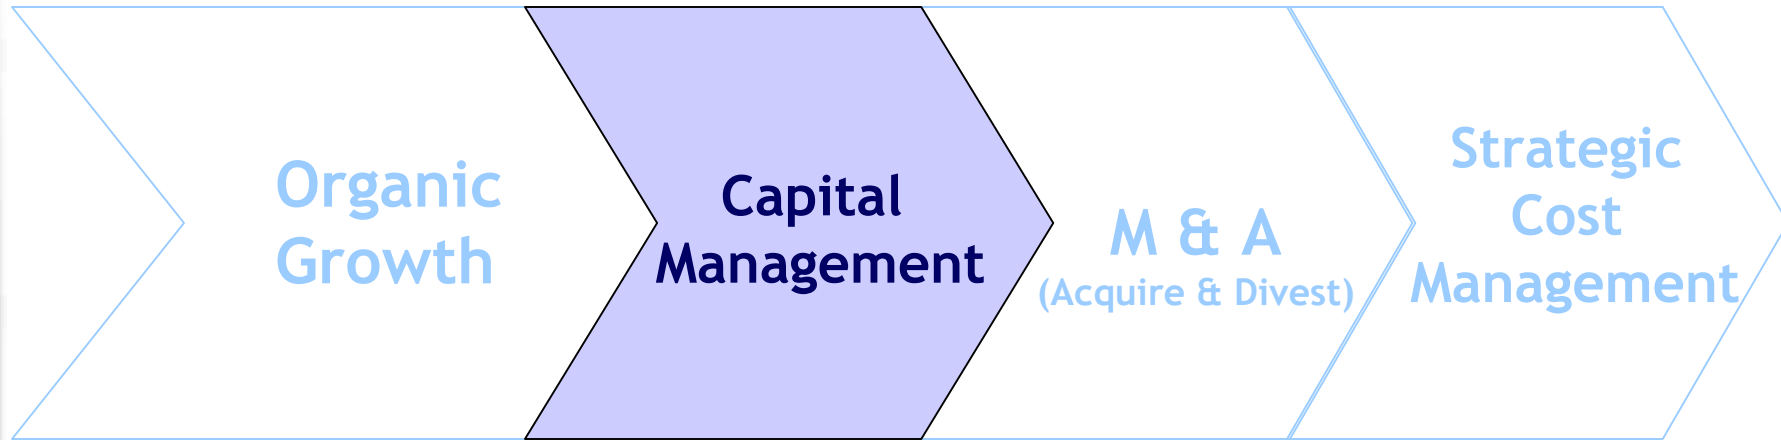 Organic
Growth
Capital
Management
M & A
(Acquire & Divest)
Strategic
Cost
Management